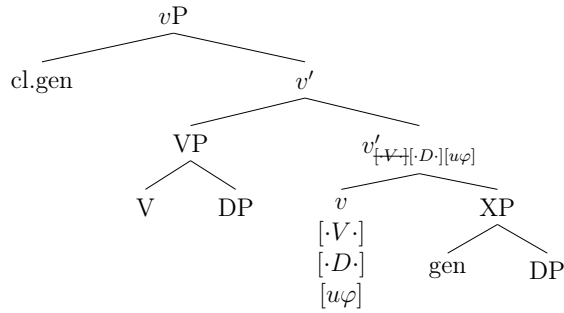 vP
cl.gen v′
VP v′[·V·][·D·][uφ]
V DP v XP
[·V·]
[·D·] gen DP
[uφ]